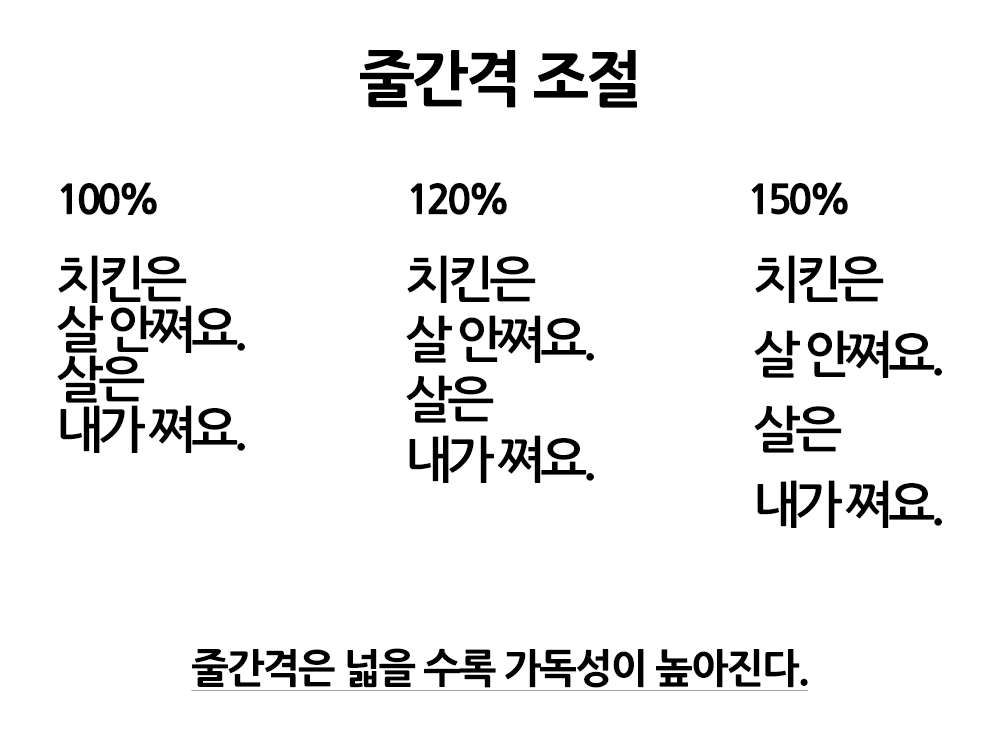 줄간격 조절
100%
치킨은
살 안쪄요.
살은
내가 쪄요.
120%
치킨은
살 안쪄요.
살은
내가 쪄요.
150%
치킨은
살 안쪄요.
살은
내가 쪄요.
줄간격은 넓을 수록 가독성이 높아진다.